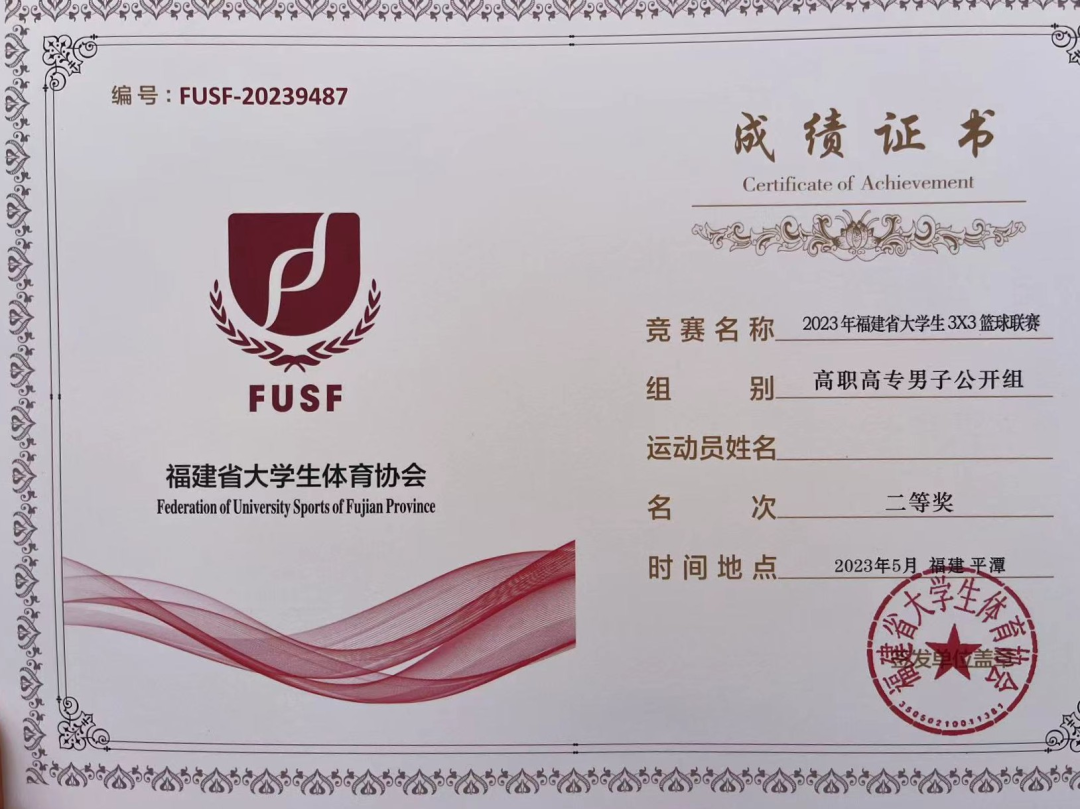 编号：FUSF-20239487
FUSF
福建省大学生体育协会
Federation of University Sports of Fujian Province
成绩证书
Certificate of Achievement
竞赛名称 2023年福建省大学生3X3篮球联赛
组别 高职高专男子公开组
运动员姓名
名次 二等奖
时间地点 2023年5月 福建 平潭
福建省大学生体育协会
发单位盖
35050210011381